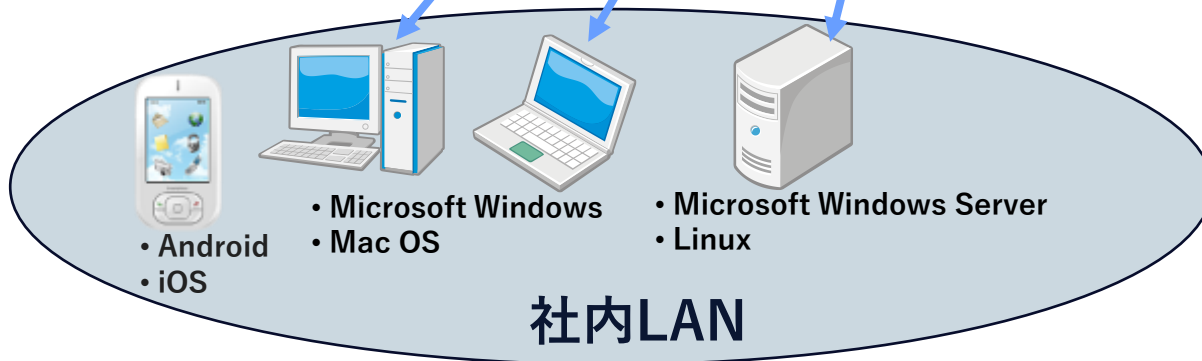 ・Android
・iOS
・Microsoft Windows
・Mac OS
・Microsoft Windows Server
・Linux
社内LAN